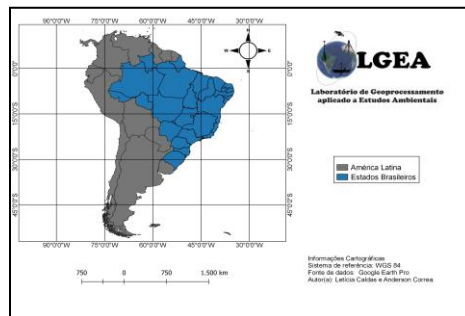 90°0'0"W 75°0'0"W 60°0'0"W 45°0'0"W 30°0'0"W
N
W E
S
0°0'0"
15°0'0"S
30°0'0"S
45°0'0"S
0°0'0"
15°0'0"S
30°0'0"S
45°0'0"S
90°0'0"W 75°0'0"W 60°0'0"W 45°0'0"W 30°0'0"W
750 0 750 1.500 km
LGEA
Laboratório de Geoprocessamento
aplicado a Estudos Ambientais
América Latina
Estados Brasileiros
Informações Cartográficas
Sistema de referência: WGS 84
Fonte de dados: Google Earth Pro
Autor(a): Letícia Caldas e Anderson Correa